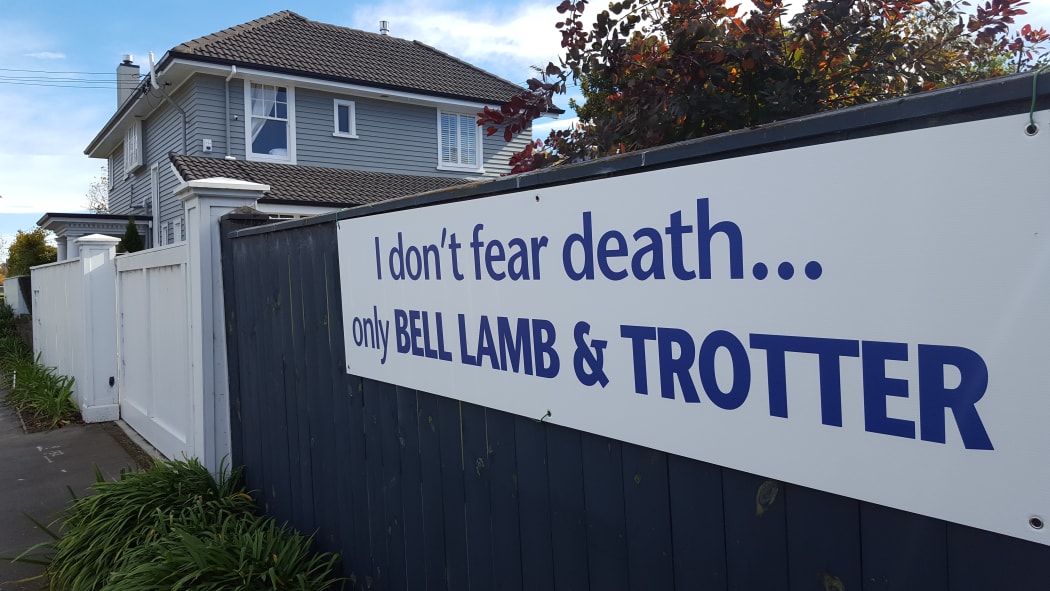 I don't fear death...
only BELL LAMB & TROTTER